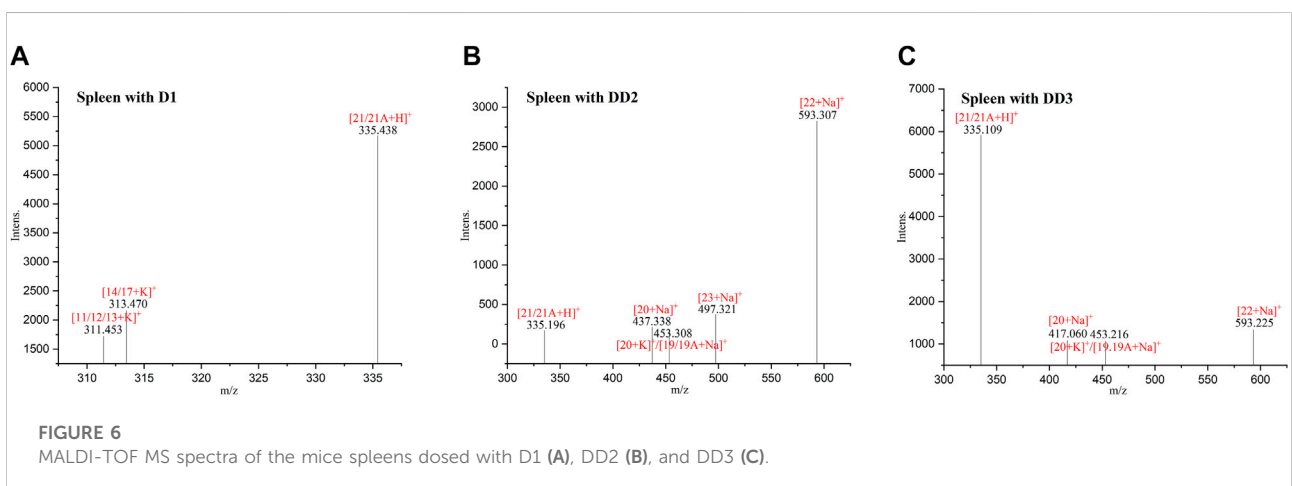 A
Spleen with D1
6000
5500
5000
4500
4000
3500
3000
2500
2000
1500
Intens.
[21/21A+H]⁺
335.438
[14/17+K]⁺
313.470
[11/12/13+K]⁺
311.453
310
315
320
325
330
335
m/z
B
Spleen with DD2
3000
2500
2000
1500
1000
500
0
Intens.
[22+Na]⁺
593.307
[23+Na]⁺
497.321
[20+Na]⁺
437.338
453.308
[20+K]⁺/[19/19A+Na]⁺
[21/21A+H]⁺
335.196
300
350
400
450
500
550
600
m/z
C
Spleen with DD3
7000
6000
5000
4000
3000
2000
1000
Intens.
[21/21A+H]⁺
335.109
[20+Na]⁺
417.060 453.216
[20+K]⁺/[19.19A+Na]⁺
[22+Na]⁺
593.225
300
350
400
450
500
550
600
m/z
FIGURE 6
MALDI-TOF MS spectra of the mice spleens dosed with D1 (A), DD2 (B), and DD3 (C).